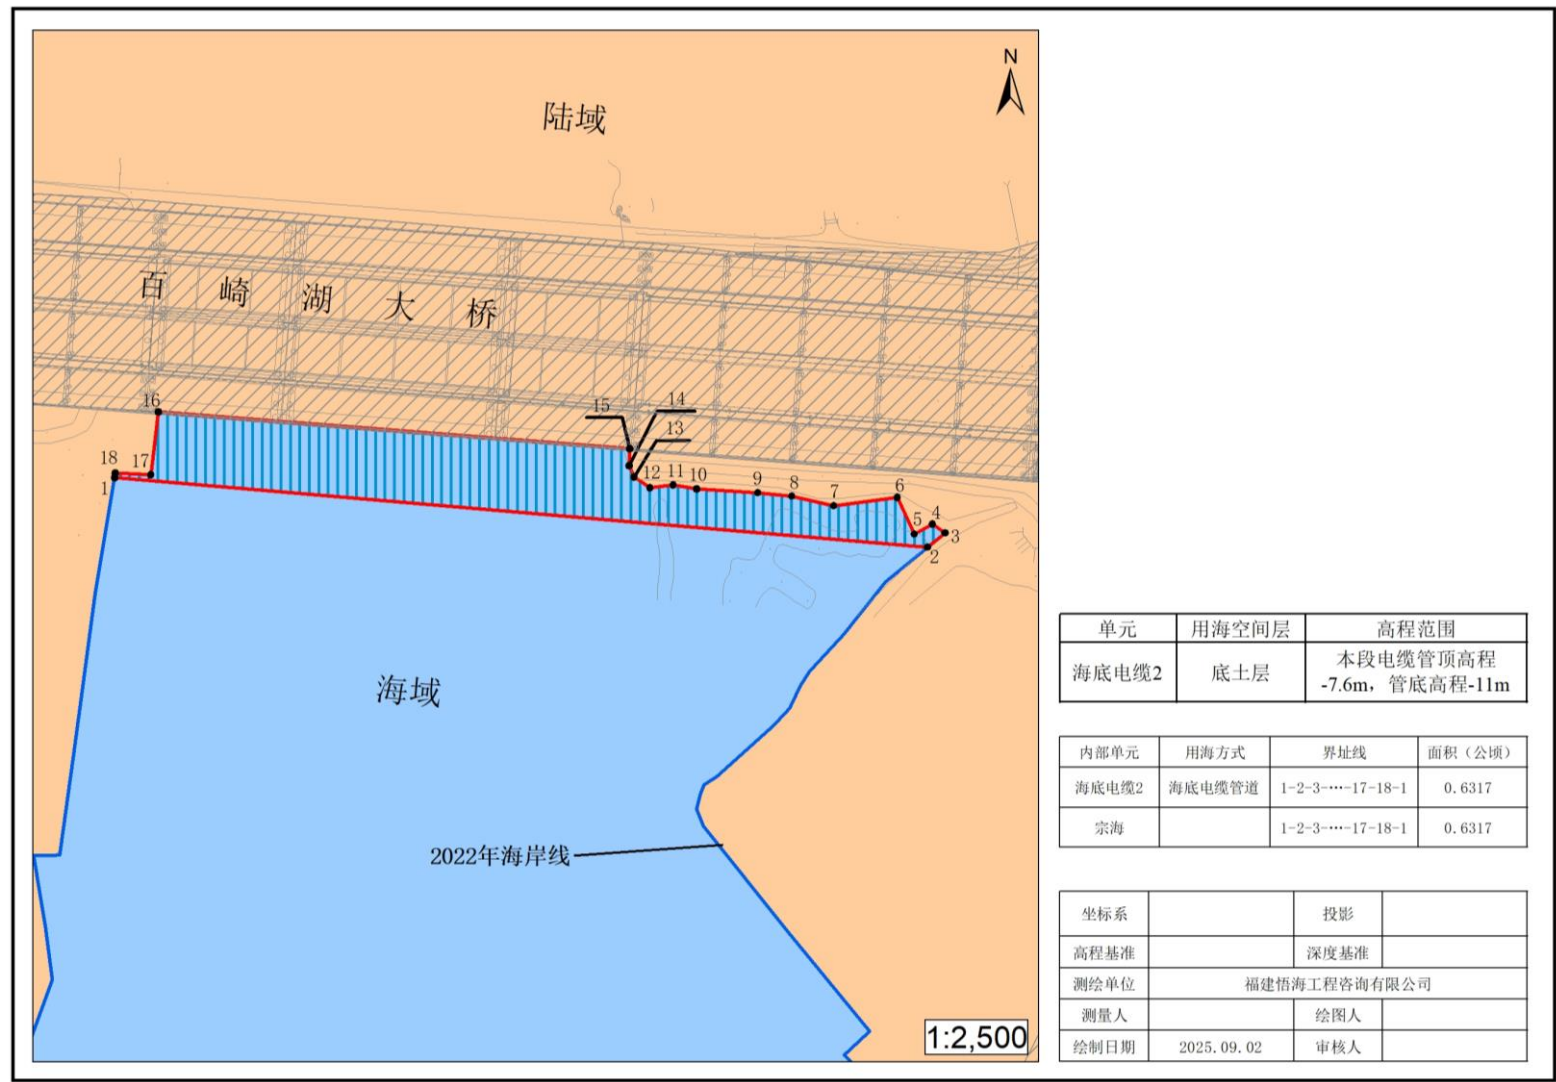 N
陆域
百崎湖大桥
16
15
14
13
18
17
1
12
11
10
9
8
7
6
5
4
3
2
海域
2022年海岸线
1:2,500
单元 用海空间层 高程范围
海底电缆2 底土层 本段电缆管顶高程
-7.6m，管底高程-11m
内部单元 用海方式 界址线 面积（公顷）
海底电缆2 海底电缆管道 1-2-3-…-17-18-1 0.6317
宗海 1-2-3-…-17-18-1 0.6317
坐标系 投影
高程基准 深度基准
测绘单位 福建悟海工程咨询有限公司
测量人 绘图人
绘制日期 2025.09.02 审核人